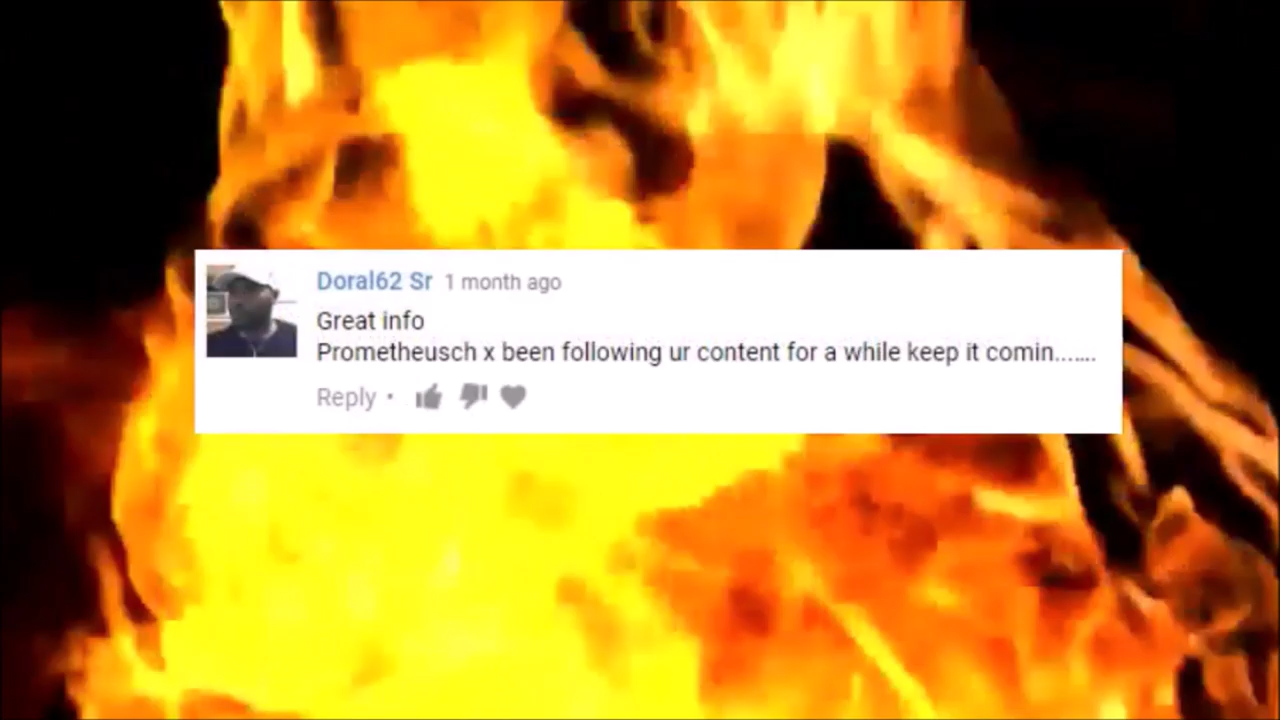 Doral62 Sr 1 month ago
Great info
Prometheusch x been following ur content for a while keep it comin.......
Reply •